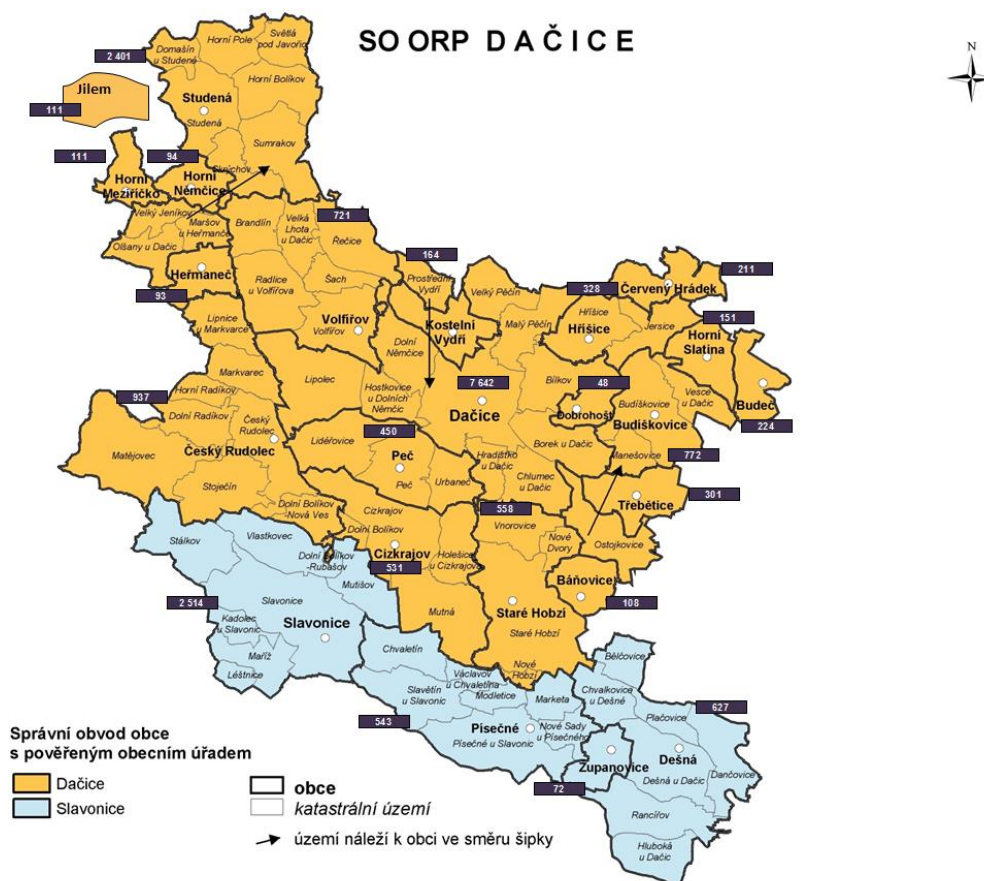 SO ORP DAČICE
N
2 401
Domašín
u Studené
Horní Pole
Světlá
pod Javořicí
Horní Bolíkov
Jilem
111
Studená
Studená
Sumrakov
Skrýchov
111
94
Horní
Meziříčko
Horní
Němčice
Velký Jeníkov
Maršov
u Heřmanče
Olšany u Dačic
Brandlín
Velká
Lhota
u Dačic
721
Řečice
Heřmaneč
93
Radlice
u Volfířova
Šach
Volfířov
Volfířov
164
Prostřední
Vydří
Kostelní
Vydří
Velký Pěčín
Malý Pěčín
328
Hříšice
Hříšice
Červený Hrádek
211
Jersice
151
Horní
Slatina
Budeč
224
Lipnice
u Markvarce
Markvarec
Lipolec
Dolní
Němčice
Hostkovice
u Dolních
Němčic
7 642
Dačice
Bílkov
48
Dobrohošť
Budíškovice
Budíškovice
Vesce
u Dačic
937
Horní Radíkov
Dolní Radíkov
Český
Rudolec
Český Rudolec
Matějovec
Stoječín
Lidéřovice
450
Peč
Peč
Urbaneč
Hradišťko
u Dačic
Borek u Dačic
Chlumec
u Dačic
Manešovice
772
Třebětice
301
Dolní Bolíkov
-Nová Ves
Cizkrajov
Dolní Bolíkov
Cizkrajov
531
Holešice
u Cizkrajova
Mutná
558
Vnorovice
Nové
Dvory
Ostojkovice
Báňovice
108
Staré Hobzí
Staré Hobzí
Nové
Hobzí
Stálkov
Vlastkovec
Dolní Bolíkov
-Rubašov
Mutišov
2 514
Slavonice
Slavonice
Kadolec
u Slavonic
Maříž
Léštnice
Chvaletín
Slavětín
u Slavonic
Václavov
u Chvaletína
Modletice
Marketa
543
Písečné
Písečné u Slavonic
Nové Sady
u Písečného
Bělčovice
Chvalkovice
u Dešné
Plačovice
627
Županovice
72
Dešná
Dešná u Dačic
Dančovice
Rancířov
Hluboká
u Dačic
Správní obvod obce
s pověřeným obecním úřadem
Dačice
Slavonice
obce
katastrální území
území náleží k obci ve směru šipky